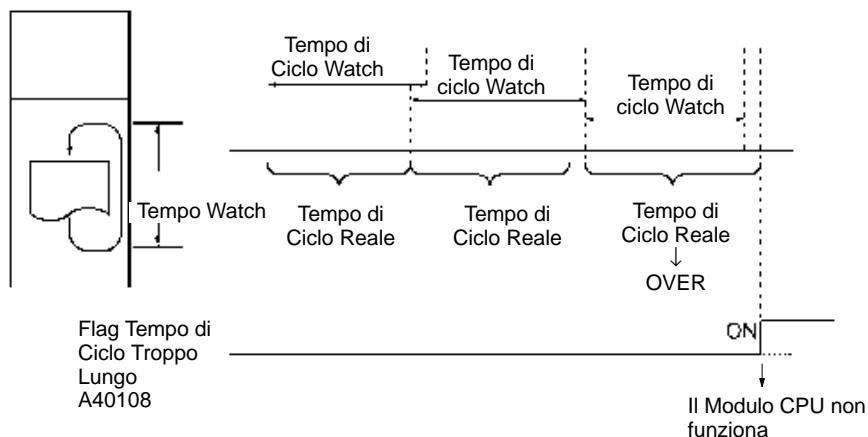 Tempo di
Ciclo Watch
Tempo di
ciclo Watch
Tempo di
ciclo Watch
Tempo Watch
Tempo di
Ciclo Reale
Tempo di
Ciclo Reale
Tempo di
Ciclo Reale
↓
OVER
Flag Tempo di
Ciclo Troppo
Lungo
A40108
ON
Il Modulo CPU non
funziona